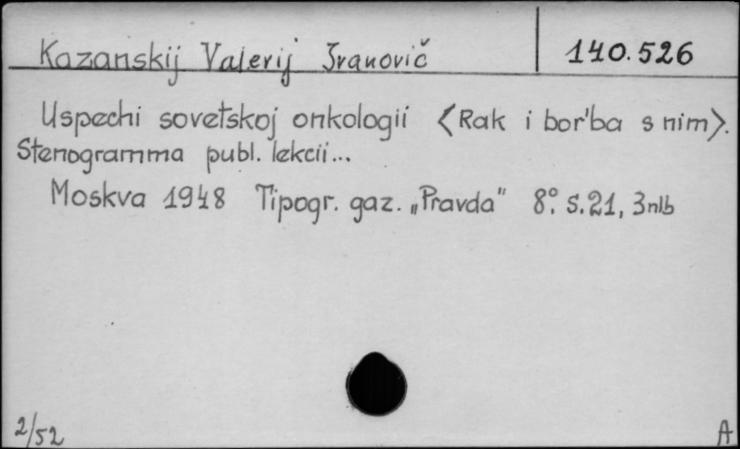 Kazanskij Valerij Ivanovič 140.526
Uspechi sovetskoj onkologii <Rak i bor'ba s nim>.
Stenogramma publ. lekcii...
Moskva 1948 Tipogr. gaz. „Pravda" 8° S.21, 3nlb
2/52 A